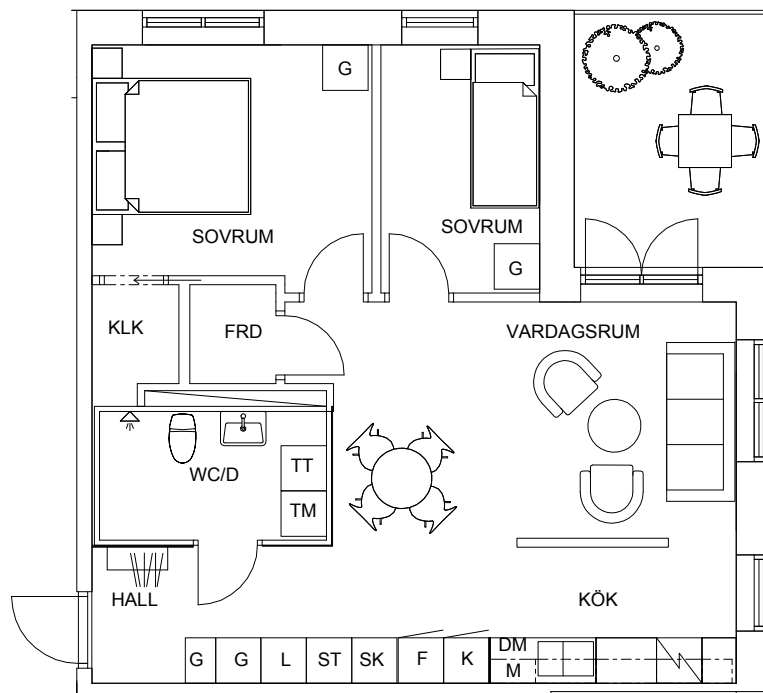 G
SOVRUM
SOVRUM
G
KLK
FRD
VARDAGSRUM
WC/D
TT
TM
HALL
KÖK
G
G
L
ST
SK
F
K
DM
M